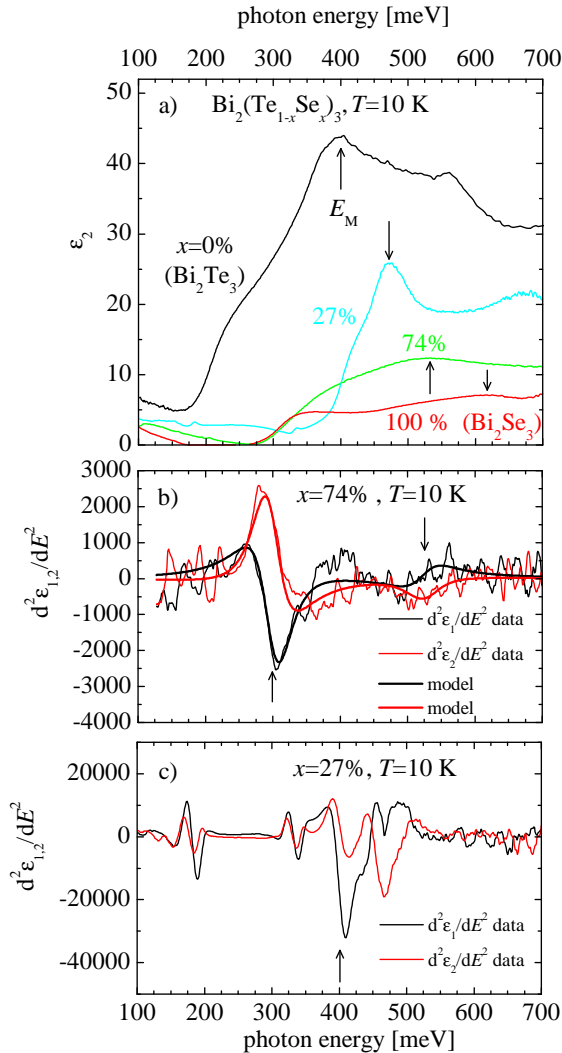 photon energy [meV]
100 200 300 400 500 600 700
50
40
30
20
10
0
ε2
a) Bi2(Te1-xSex)3, T=10 K
EM
x=0%
(Bi2Te3)
27%
74%
100 % (Bi2Se3)
3000
2000
1000
0
-1000
-2000
-3000
-4000
d²ε1,2/dE²
b) x=74% , T=10 K
d²ε1/dE² data
d²ε2/dE² data
model
model
20000
0
-20000
-40000
d²ε1,2/dE²
c) x=27% , T=10 K
d²ε1/dE² data
d²ε2/dE² data
100 200 300 400 500 600 700
photon energy [meV]